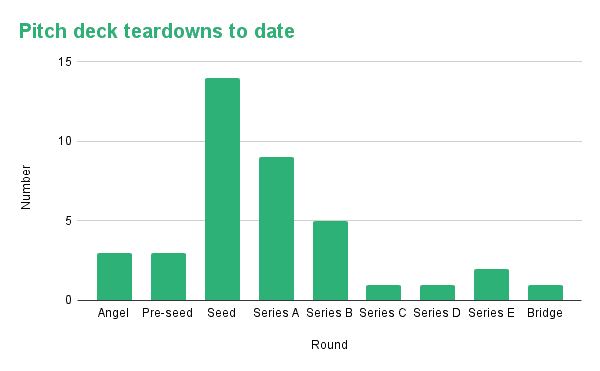 Pitch deck teardowns to date
15
10
5
0
Number
Angel Pre-seed Seed Series A Series B Series C Series D Series E Bridge
Round